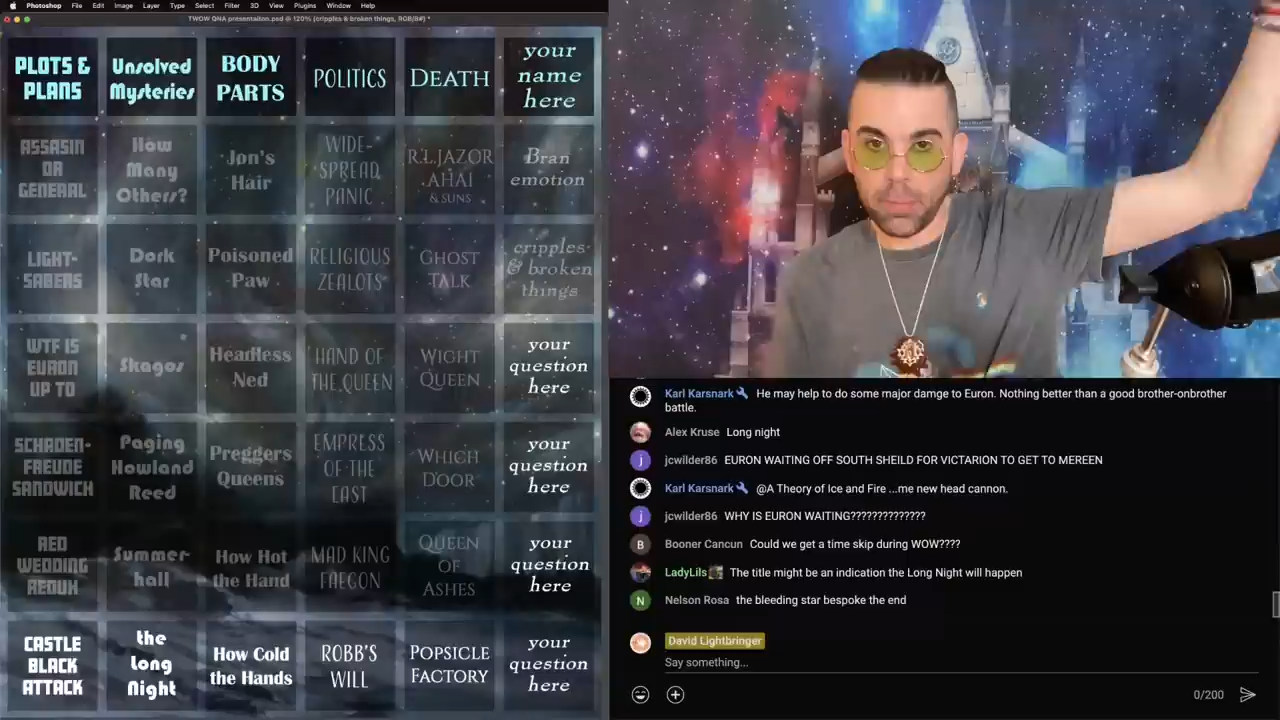 Photoshop File Edit Image Layer Type Select Filter 3D View Plugins Window Help
TWOW QNA presentaiton.psd @ 120% (cripples & broken things, RGB/8#) *
PLOTS &
PLANS
Unsolved
Mysteries
BODY
PARTS
POLITICS
DEATH
your
name
here
ASSASIN
OR
GENERAL
How
Many
Others?
Jon's
Hair
WIDE-
SPREAD
PANIC
R.L.JAZOR
AHAI
& SUNS
Bran
emotion
LIGHT-
SABERS
Dork
Star
Poisoned
Paw
RELIGIOUS
ZEALOTS
GHOST
TALK
cripples
& broken
things
WTF IS
EURON
UP TO
Skagos
Headless
Ned
HAND OF
THE QUEEN
WIGHT
QUEEN
your
question
here
SCHADEN-
FREUDE
SANDWICH
Paging
Howland
Reed
Preggers
Queens
EMPRESS
OF THE
EAST
WHICH
DOOR
your
question
here
RED
WEDDING
REDUX
Summer-
hall
How Hot
the Hand
MAD KING
FAEGON
QUEEN
OF
ASHES
your
question
here
CASTLE
BLACK
ATTACK
the
Long
Night
How Cold
the Hands
ROBB'S
WILL
POPSICLE
FACTORY
your
question
here
Karl Karsnark He may help to do some major damge to Euron. Nothing better than a good brother-onbrother
battle.
Alex Kruse Long night
jcwilder86 EURON WAITING OFF SOUTH SHEILD FOR VICTARION TO GET TO MEREEN
Karl Karsnark @A Theory of Ice and Fire ...me new head cannon.
jcwilder86 WHY IS EURON WAITING??????????????
Booner Cancun Could we get a time skip during WOW????
LadyLils The title might be an indication the Long Night will happen
Nelson Rosa the bleeding star bespoke the end
David Lightbringer
Say something...
0/200